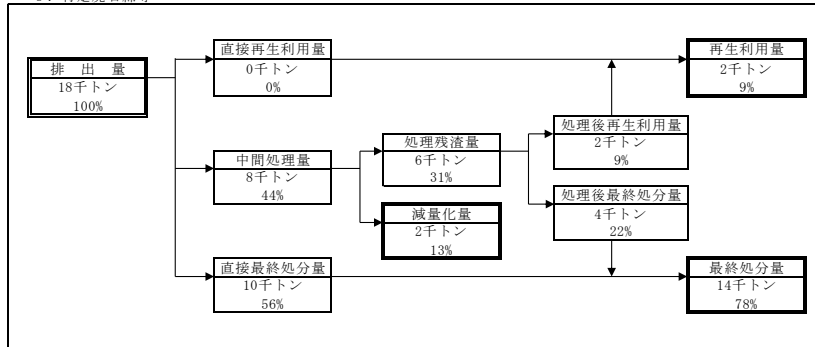 直接再生利用量
0千トン
0%
再生利用量
2千トン
9%
排 出 量
18千トン
100%
処理後再生利用量
2千トン
9%
処理残渣量
6千トン
31%
中間処理量
8千トン
44%
処理後最終処分量
4千トン
22%
減量化量
2千トン
13%
直接最終処分量
10千トン
56%
最終処分量
14千トン
78%